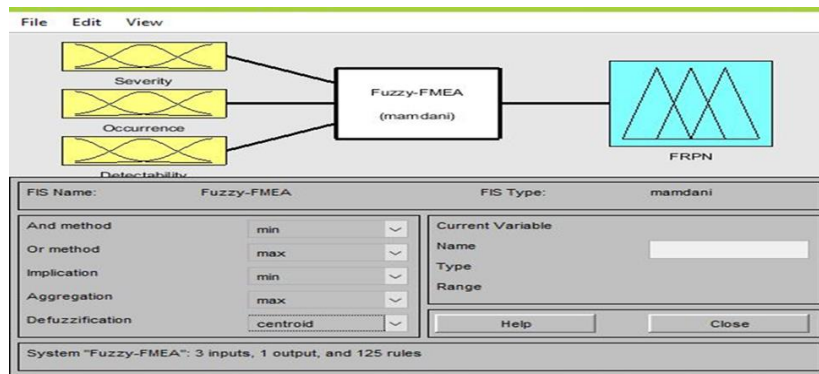 File Edit View
Severity
Occurrence
Detectability
Fuzzy-FMEA
(mamdani)
FRPN
FIS Name: Fuzzy-FMEA FIS Type: mamdani
And method min
Or method max
Implication min
Aggregation max
Defuzzification centroid
Current Variable
Name
Type
Range
Help Close
System "Fuzzy-FMEA": 3 inputs, 1 output, and 125 rules